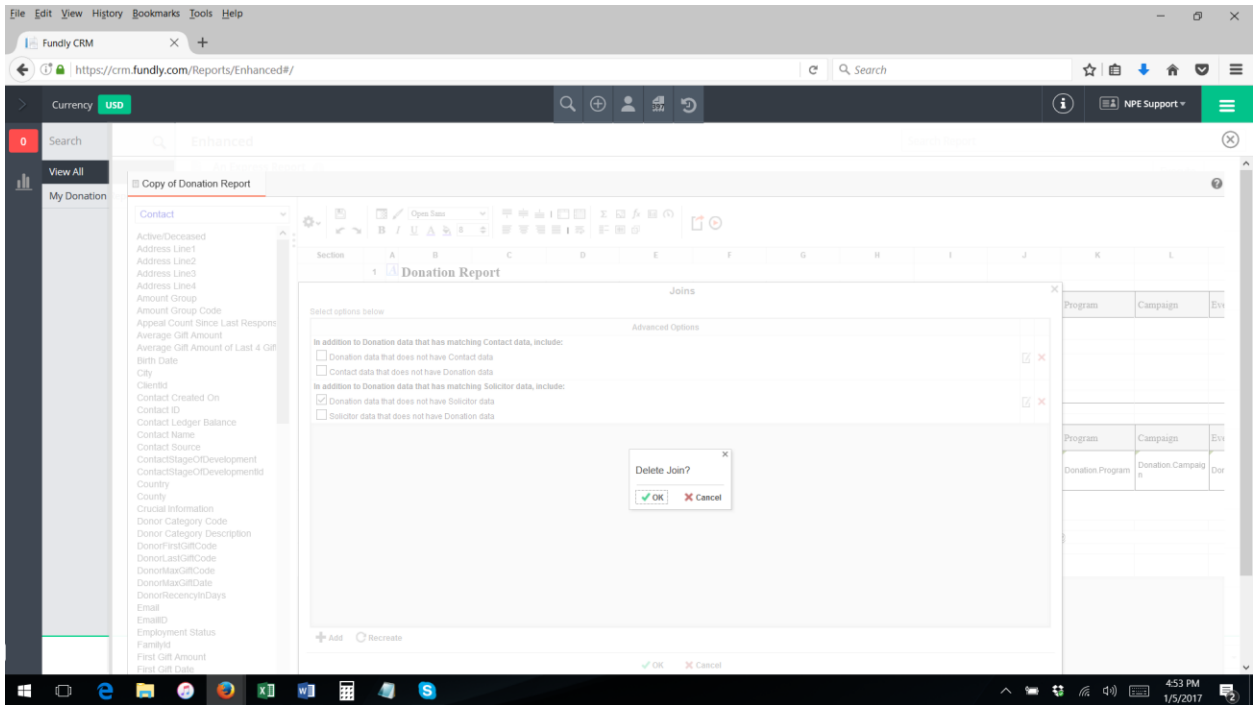 File Edit View History Bookmarks Tools Help
Fundly CRM
https://crm.fundly.com/Reports/Enhanced#/
Search
Currency USD
NPE Support
0
Search
Enhanced
View All
My Donation
Copy of Donation Report
Contact
Open Sans
B I U A
8
Active/Deceased
Address Line1
Address Line2
Address Line3
Address Line4
Amount Group
Amount Group Code
Appeal Count Since Last Respons
Average Gift Amount
Average Gift Amount of Last 4 Gift
Birth Date
City
ClientId
Contact Created On
Contact ID
Contact Ledger Balance
Contact Name
Contact Source
ContactStageOfDevelopment
ContactStageOfDevelopmentId
Country
County
Crucial Information
Donor Category Code
Donor Category Description
DonorFirstGiftCode
DonorLastGiftCode
DonorMaxGiftCode
DonorMaxGiftDate
DonorRecencyInDays
Email
EmailID
Employment Status
FamilyId
First Gift Amount
First Gift Date
Section A B C D E F G H I J K L
1 Donation Report
Joins
Select options below
Advanced Options
In addition to Donation data that has matching Contact data, include:
Donation data that does not have Contact data
Contact data that does not have Donation data
In addition to Donation data that has matching Solicitor data, include:
Donation data that does not have Solicitor data
Solicitor data that does not have Donation data
Delete Join?
OK Cancel
Add Recreate
OK Cancel
Program Campaign Eve
Program Campaign Eve
Donation.Program Donation.Campaig
n
Don
4:53 PM
1/5/2017